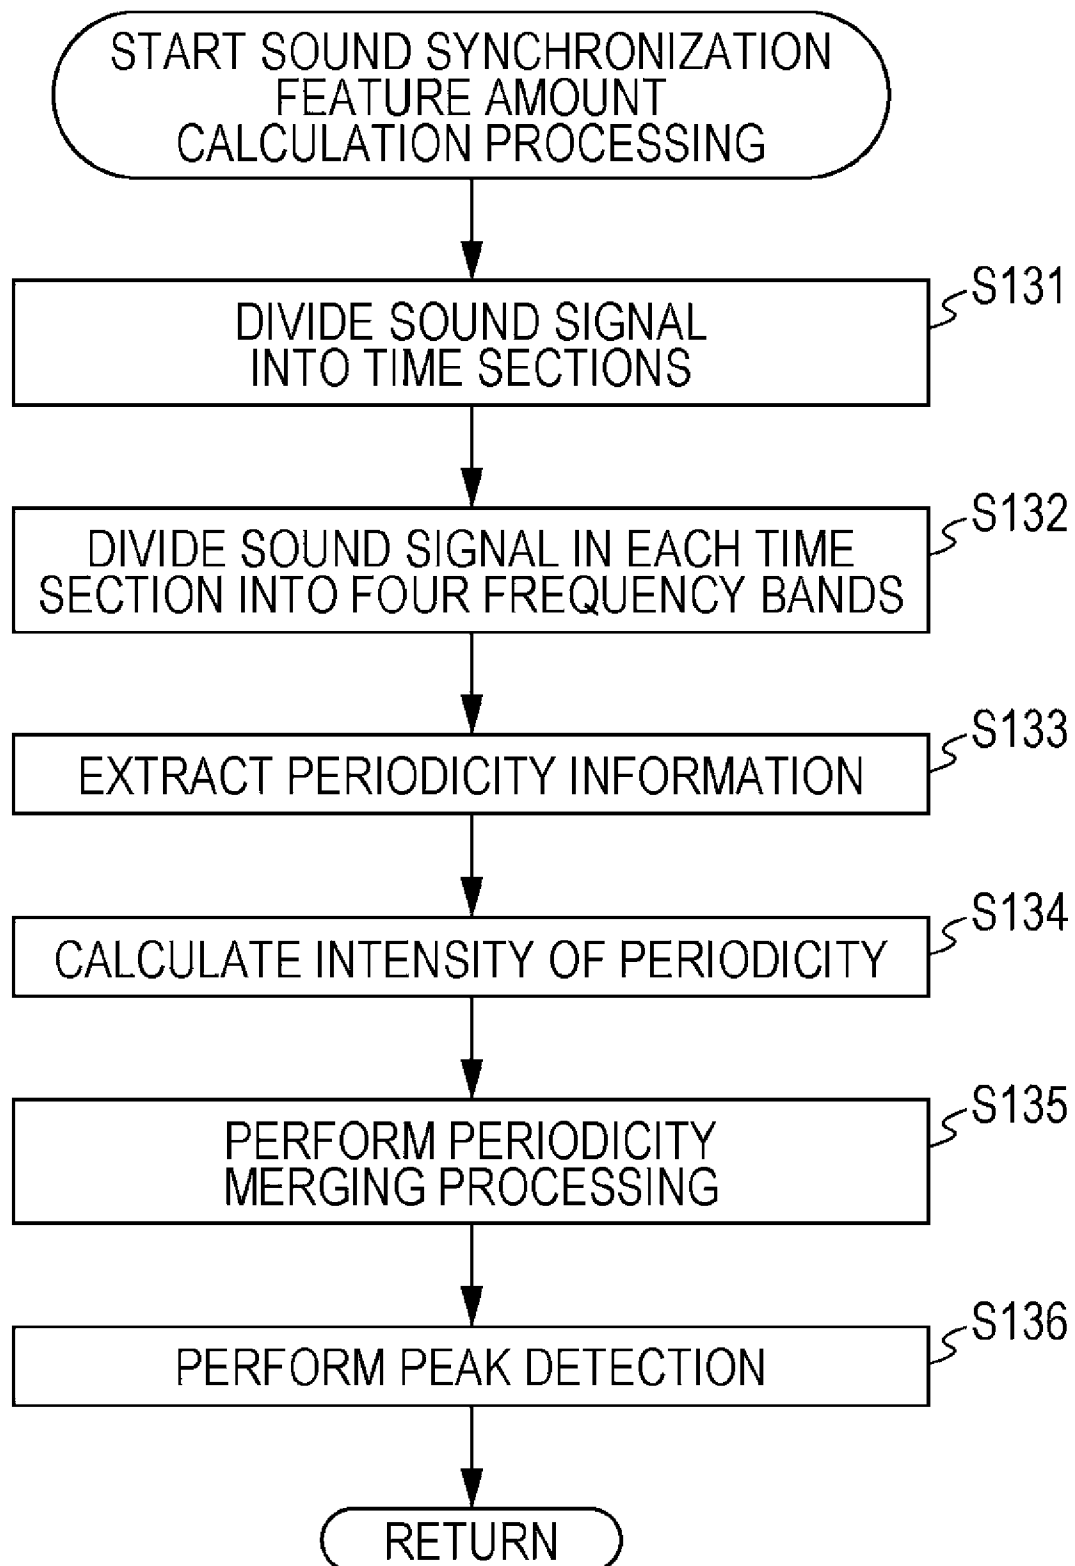 START SOUND SYNCHRONIZATION
FEATURE AMOUNT
CALCULATION PROCESSING
S131
DIVIDE SOUND SIGNAL
INTO TIME SECTIONS
S132
DIVIDE SOUND SIGNAL IN EACH TIME
SECTION INTO FOUR FREQUENCY BANDS
S133
EXTRACT PERIODICITY INFORMATION
S134
CALCULATE INTENSITY OF PERIODICITY
S135
PERFORM PERIODICITY
MERGING PROCESSING
S136
PERFORM PEAK DETECTION
RETURN